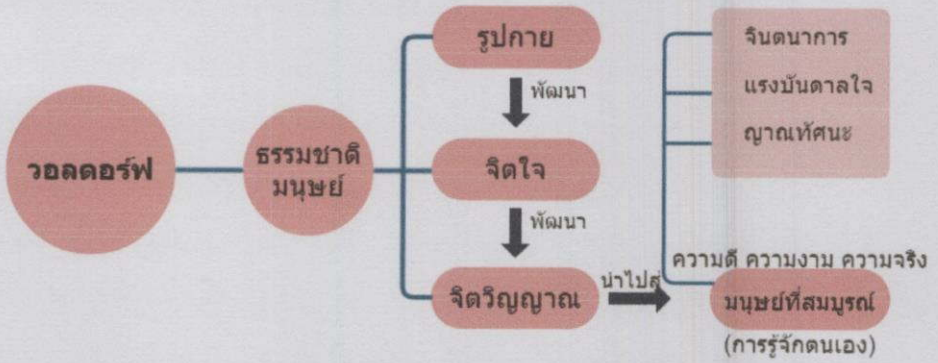 วอลดอร์ฟ
ธรรมชาติ
มนุษย์
รูปกาย
พัฒนา
จิตใจ
พัฒนา
จิตวิญญาณ
นำไปสู่
จินตนาการ
แรงบันดาลใจ
ญาณทัศนะ
ความดี ความงาม ความจริง
มนุษย์ที่สมบูรณ์
(การรู้จักตนเอง)